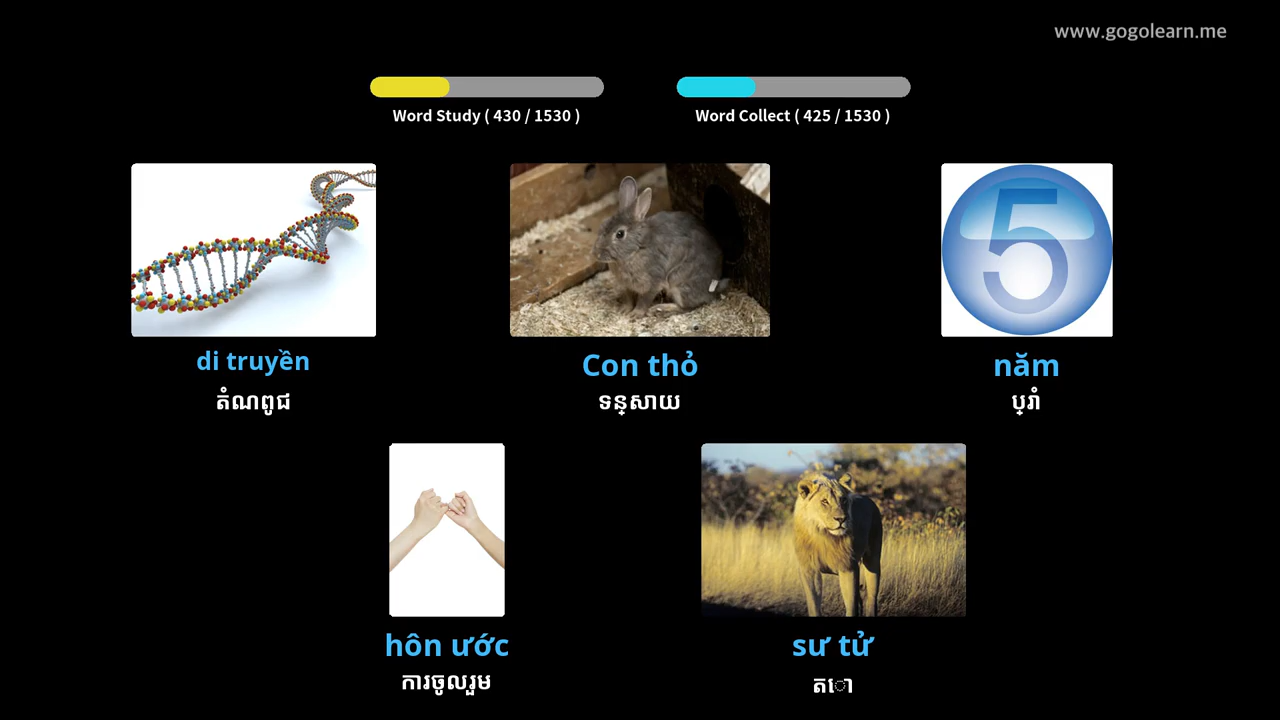 www.gogolearn.me
Word Study ( 430 / 1530 )
Word Collect ( 425 / 1530 )
5
di truyền
តំណពូជ
Con thỏ
ទន្សាយ
năm
ប្រាំ
hôn ước
ការចូលរួម
sư tử
តោ